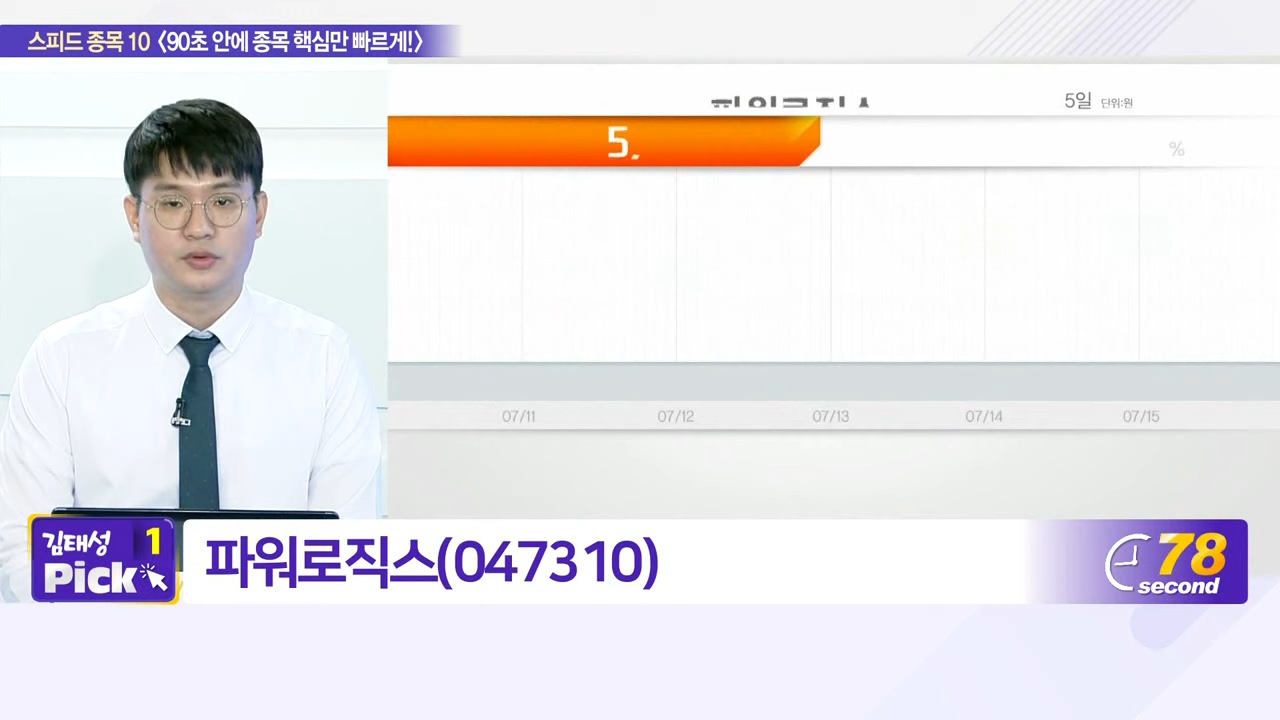 스피드 종목 10 <90초 안에 종목 핵심만 빠르게!>
5일 단위:원
5.
%
07/11 07/12 07/13 07/14 07/15
김태성 1
Pick
파워로직스(047310)
78
second